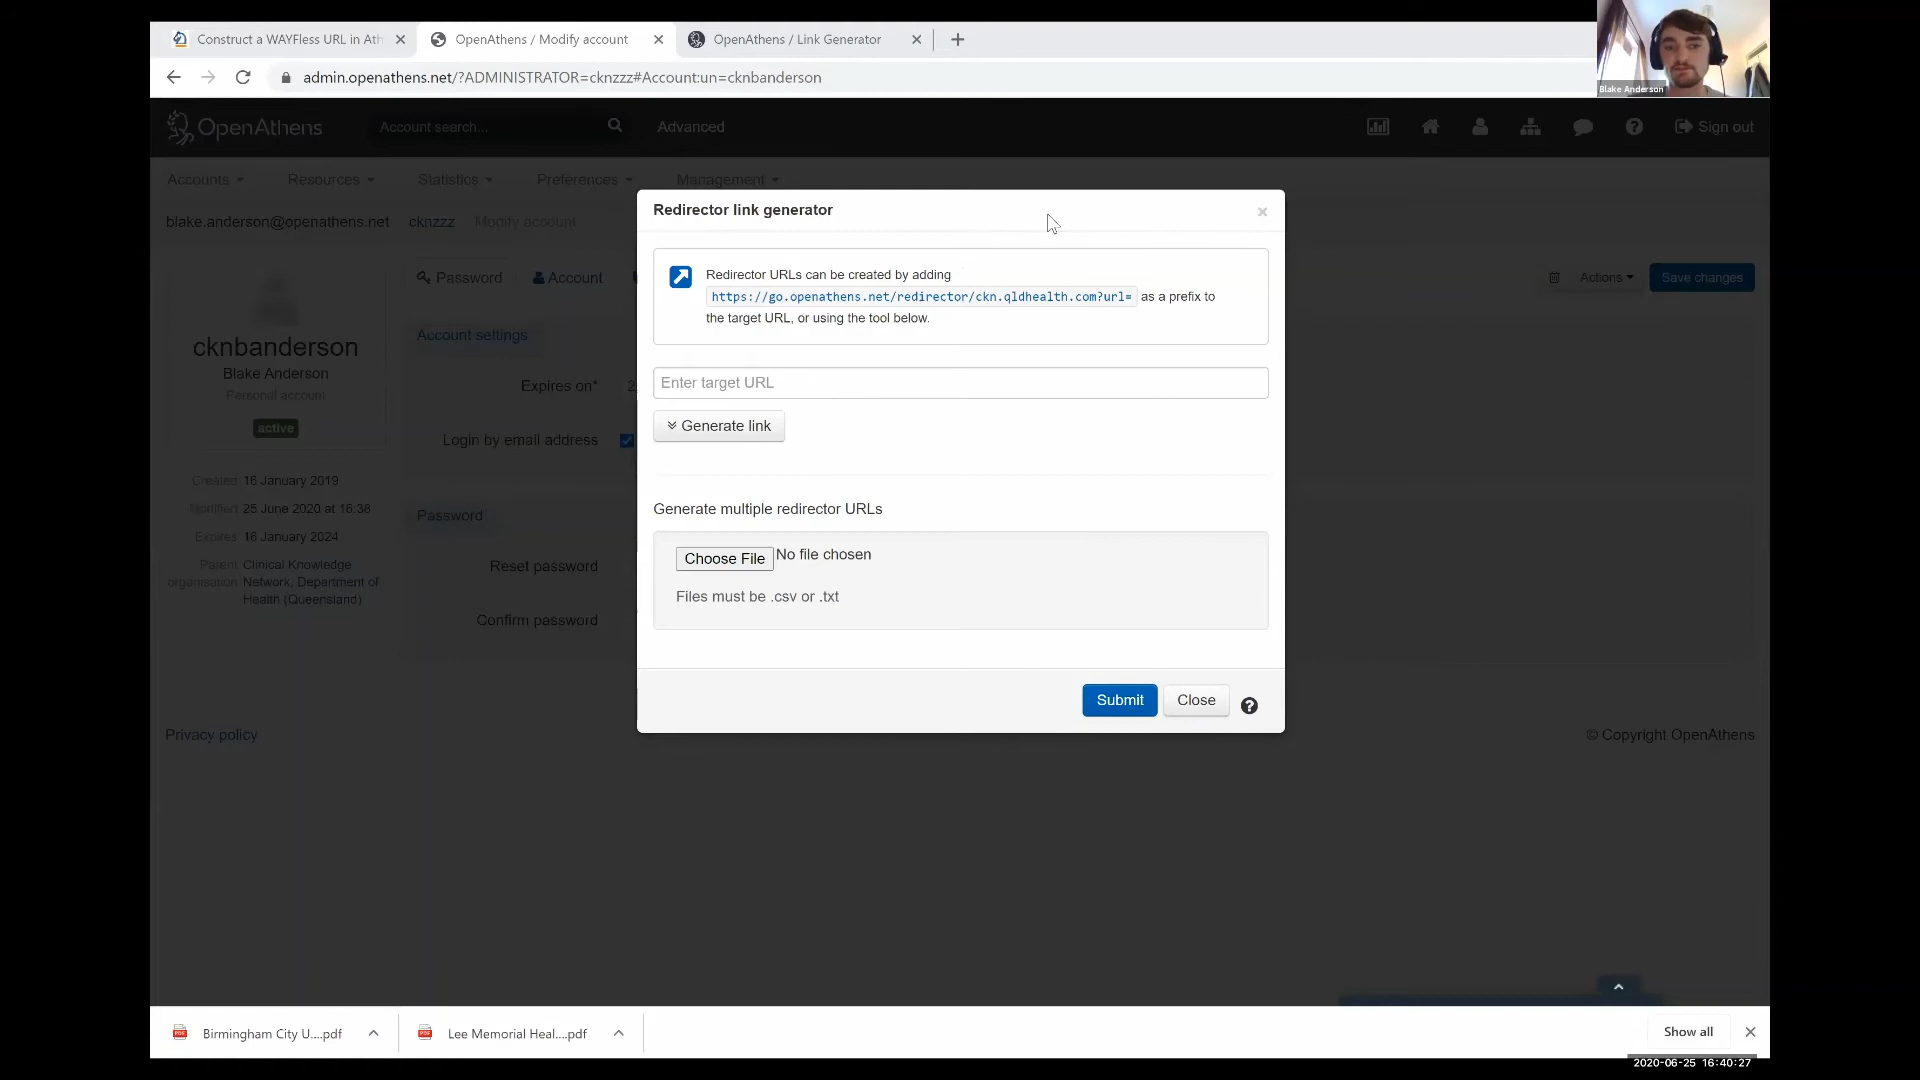 Construct a WAYFless URL in Ath
OpenAthens / Modify account
OpenAthens / Link Generator
admin.openathens.net/?ADMINISTRATOR=cknzzz#Account:un=cknbanderson
Blake Anderson
OpenAthens
Account search...
Advanced
Sign out
Accounts
Resources
Statistics
Preferences
Management
blake.anderson@openathens.net
cknzzz
Modify account
Redirector link generator
Redirector URLs can be created by adding
https://go.openathens.net/redirector/ckn.qldhealth.com?url= as a prefix to
the target URL, or using the tool below.
Enter target URL
Generate link
Generate multiple redirector URLs
Choose File No file chosen
Files must be .csv or .txt
Submit
Close
Password
Account
Actions
Save changes
cknbanderson
Blake Anderson
Personal account
active
Created 16 January 2019
Modified 25 June 2020 at 16:38
Expires 16 January 2024
Parent organisation Clinical Knowledge
Network, Department of
Health (Queensland)
Account settings
Expires on*
Login by email address
Password
Reset password
Confirm password
Privacy policy
© Copyright OpenAthens
Birmingham City U....pdf
Lee Memorial Heal....pdf
Show all
2020-06-25 16:40:27